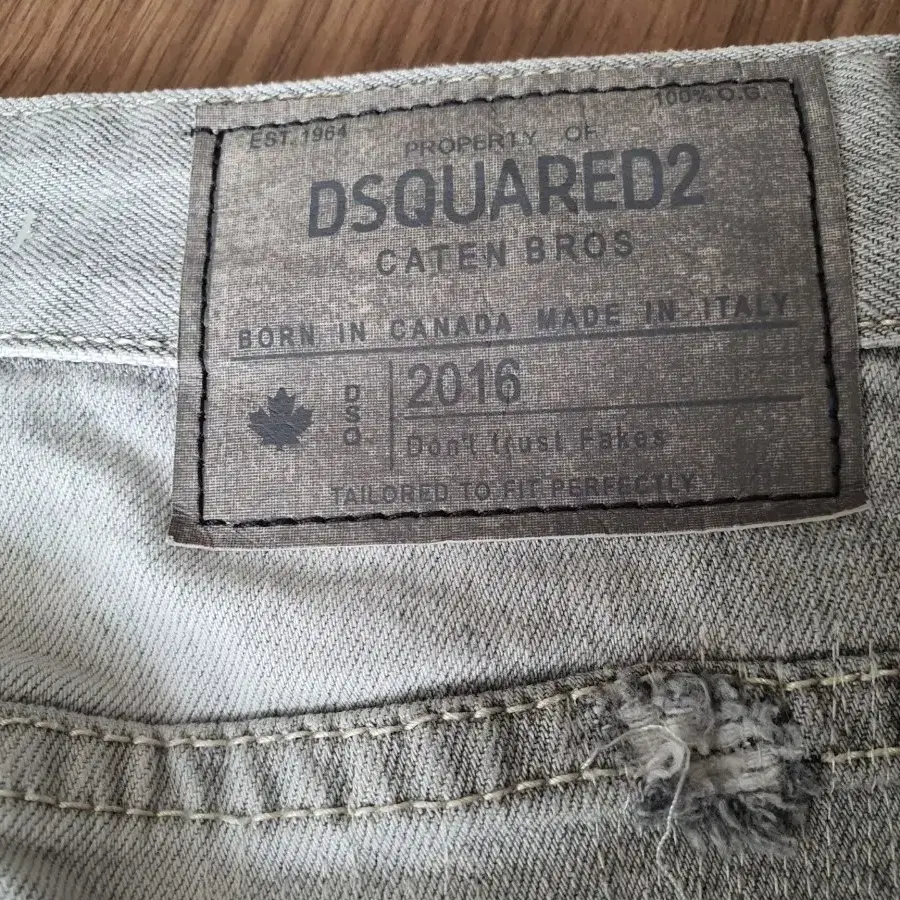 EST. 1964
100% O.G.
PROPERTY OF
DSQUARED2
CATEN BROS
BORN IN CANADA MADE IN ITALY
DSQ
2016
Don't trust Fakes
TAILORED TO FIT PERFECTLY